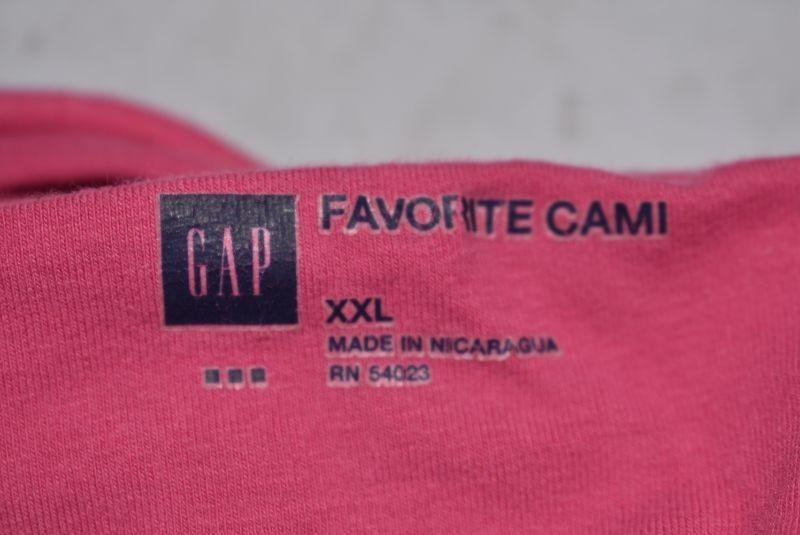 GAP
FAVORITE CAMI
XXL
MADE IN NICARAGUA
RN 54023